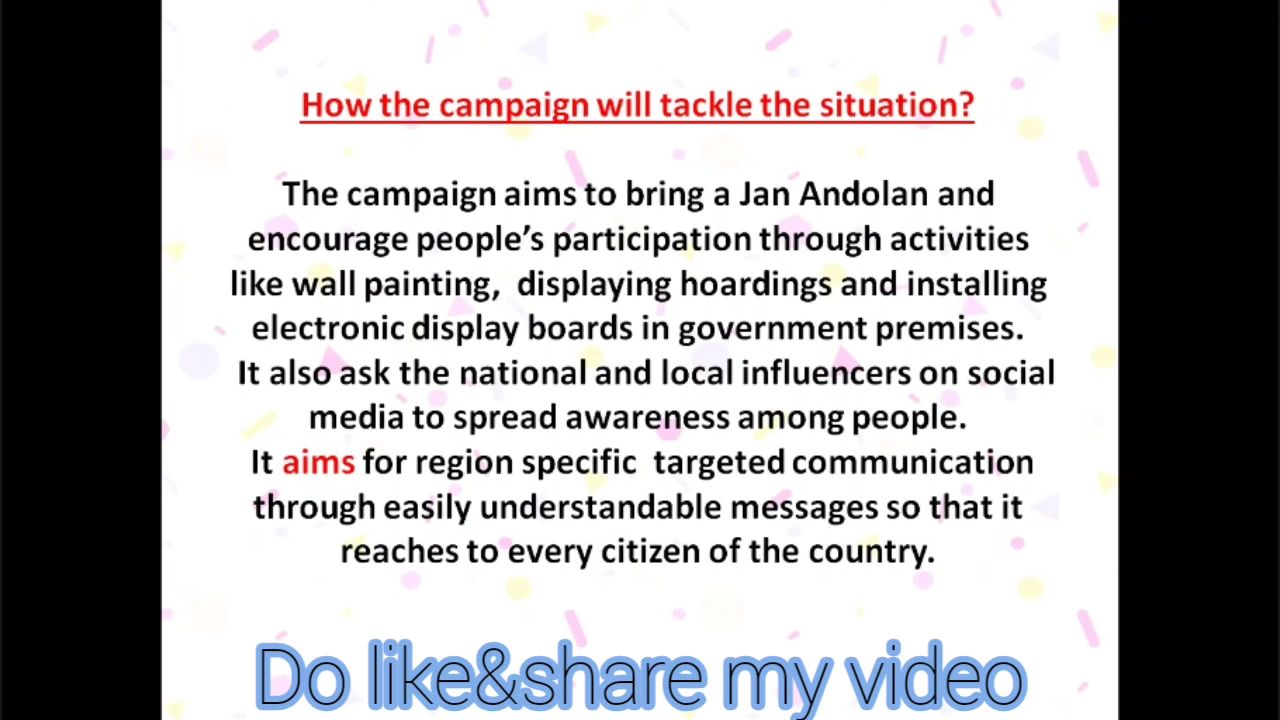 How the campaign will tackle the situation?
The campaign aims to bring a Jan Andolan and
encourage people’s participation through activities
like wall painting, displaying hoardings and installing
electronic display boards in government premises.
It also ask the national and local influencers on social
media to spread awareness among people.
It aims for region specific targeted communication
through easily understandable messages so that it
reaches to every citizen of the country.
Do like&share my video